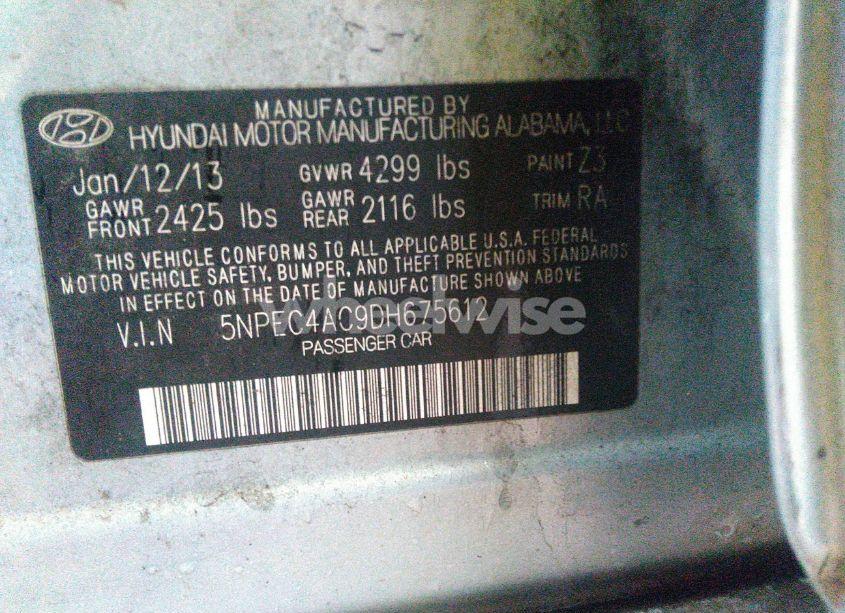 MANUFACTURED BY
HYUNDAI MOTOR MANUFACTURING ALABAMA, LLC
Jan/12/13 GVWR 4299 lbs PAINT Z3
GAWR FRONT 2425 lbs GAWR REAR 2116 lbs TRIM RA
THIS VEHICLE CONFORMS TO ALL APPLICABLE U.S.A. FEDERAL
MOTOR VEHICLE SAFETY, BUMPER, AND THEFT PREVENTION STANDARDS
IN EFFECT ON THE DATE OF MANUFACTURE SHOWN ABOVE
wheelwise
V.I.N 5NPEC4AC9DH675612
PASSENGER CAR